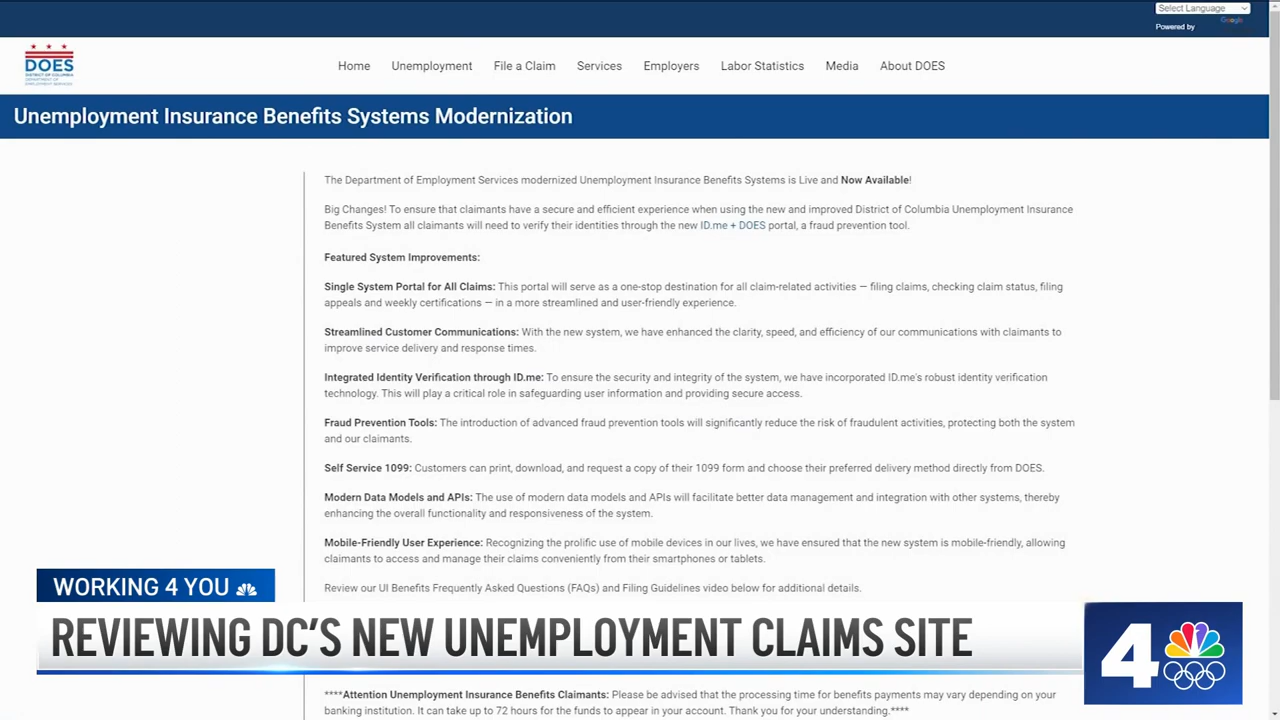 Select Language
Powered by
Google
DOES
DISTRICT OF COLUMBIA
DEPARTMENT OF
EMPLOYMENT SERVICES
Home Unemployment File a Claim Services Employers Labor Statistics Media About DOES
Unemployment Insurance Benefits Systems Modernization
The Department of Employment Services modernized Unemployment Insurance Benefits Systems is Live and Now Available!
Big Changes! To ensure that claimants have a secure and efficient experience when using the new and improved District of Columbia Unemployment Insurance
Benefits System all claimants will need to verify their identities through the new ID.me + DOES portal, a fraud prevention tool.
Featured System Improvements:
Single System Portal for All Claims: This portal will serve as a one-stop destination for all claim-related activities — filing claims, checking claim status, filing
appeals and weekly certifications — in a more streamlined and user-friendly experience.
Streamlined Customer Communications: With the new system, we have enhanced the clarity, speed, and efficiency of our communications with claimants to
improve service delivery and response times.
Integrated Identity Verification through ID.me: To ensure the security and integrity of the system, we have incorporated ID.me's robust identity verification
technology. This will play a critical role in safeguarding user information and providing secure access.
Fraud Prevention Tools: The introduction of advanced fraud prevention tools will significantly reduce the risk of fraudulent activities, protecting both the system
and our claimants.
Self Service 1099: Customers can print, download, and request a copy of their 1099 form and choose their preferred delivery method directly from DOES.
Modern Data Models and APIs: The use of modern data models and APIs will facilitate better data management and integration with other systems, thereby
enhancing the overall functionality and responsiveness of the system.
Mobile-Friendly User Experience: Recognizing the prolific use of mobile devices in our lives, we have ensured that the new system is mobile-friendly, allowing
claimants to access and manage their claims conveniently from their smartphones or tablets.
Review our UI Benefits Frequently Asked Questions (FAQs) and Filing Guidelines video below for additional details.
WORKING 4 YOU
REVIEWING DC'S NEW UNEMPLOYMENT CLAIMS SITE
4
****Attention Unemployment Insurance Benefits Claimants: Please be advised that the processing time for benefits payments may vary depending on your
banking institution. It can take up to 72 hours for the funds to appear in your account. Thank you for your understanding.****